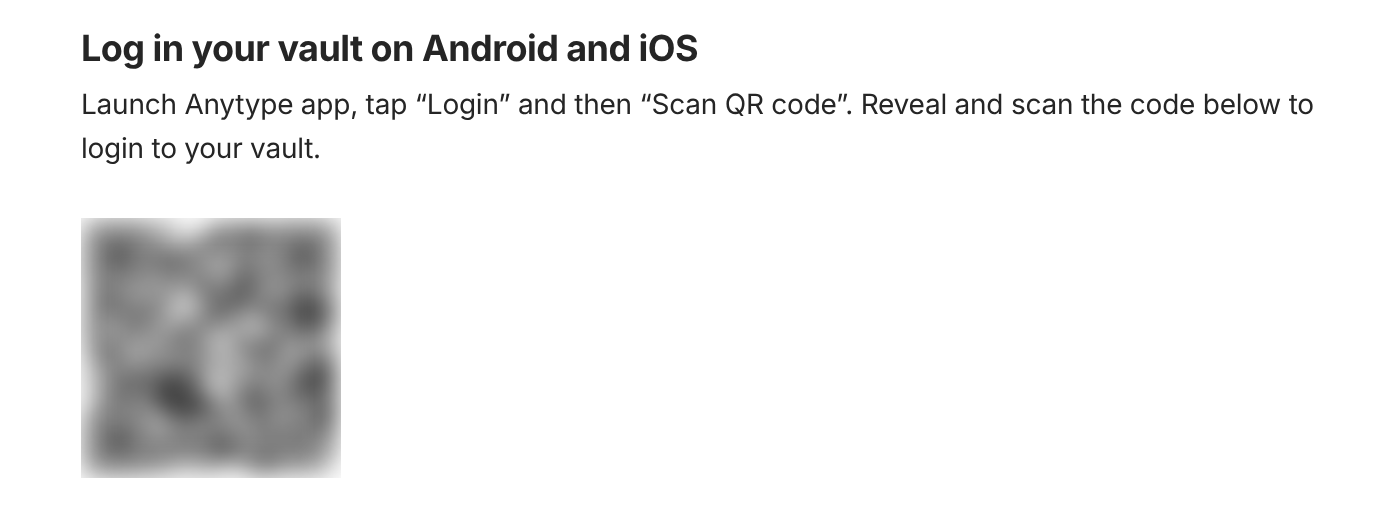 Log in your vault on Android and iOS
Launch Anytype app, tap “Login” and then “Scan QR code”. Reveal and scan the code below to
login to your vault.